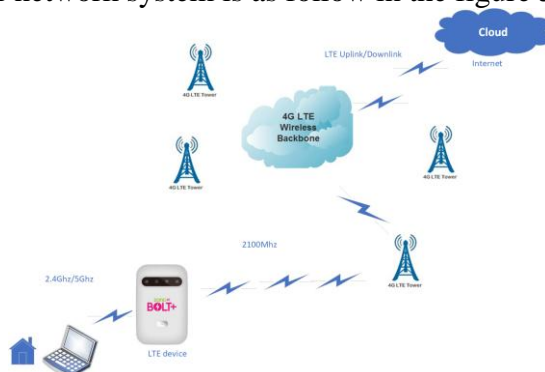 network system is as follow in the figure
Cloud
LTE Uplink/Downlink
Internet
4G LTE Tower
4G LTE
Wireless
Backbone
4G LTE Tower
4G LTE Tower
2100Mhz
4G LTE Tower
2.4Ghz/5Ghz
BOLT+
LTE device